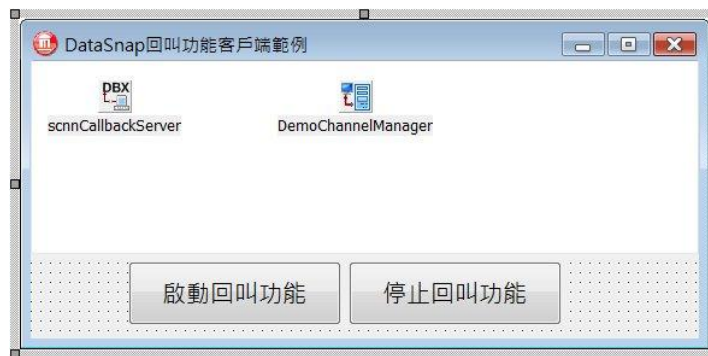 DataSnap回叫功能客戶端範例
DBX
scnnCallbackServer
DemoChannelManager
啟動回叫功能
停止回叫功能